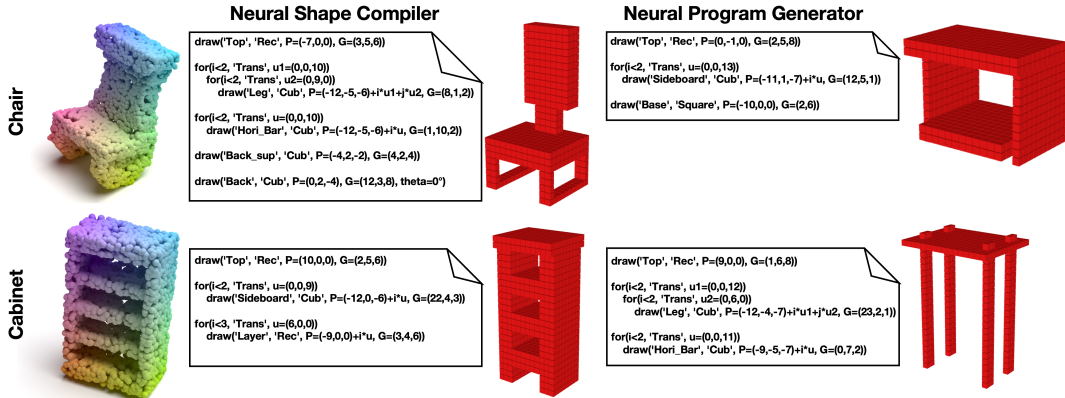 Neural Shape Compiler
Neural Program Generator
Chair
draw('Top', 'Rec', P=(-7,0,0), G=(3,5,6))
for(i<2, 'Trans', u1=(0,0,10))
for(i<2, 'Trans', u2=(0,9,0))
draw('Leg', 'Cub', P=(-12,-5,-6)+i*u1+j*u2, G=(8,1,2))
for(i<2, 'Trans', u=(0,0,10))
draw('Hori_Bar', 'Cub', P=(-12,-5,-6)+i*u, G=(1,10,2))
draw('Back_sup', 'Cub', P=(-4,2,-2), G=(4,2,4))
draw('Back', 'Cub', P=(0,2,-4), G=(12,3,8), theta=0°)
draw('Top', 'Rec', P=(0,-1,0), G=(2,5,8))
for(i<2, 'Trans', u=(0,0,13))
draw('Sideboard', 'Cub', P=(-11,1,-7)+i*u, G=(12,5,1))
draw('Base', 'Square', P=(-10,0,0), G=(2,6))
Cabinet
draw('Top', 'Rec', P=(10,0,0), G=(2,5,6))
for(i<2, 'Trans', u=(0,0,9))
draw('Sideboard', 'Cub', P=(-12,0,-6)+i*u, G=(22,4,3))
for(i<3, 'Trans', u=(6,0,0))
draw('Layer', 'Rec', P=(-9,0,0)+i*u, G=(3,4,6))
draw('Top', 'Rec', P=(9,0,0), G=(1,6,8))
for(i<2, 'Trans', u1=(0,0,12))
for(i<2, 'Trans', u2=(0,6,0))
draw('Leg', 'Cub', P=(-12,-4,-7)+i*u1+j*u2, G=(23,2,1))
for(i<2, 'Trans', u=(0,0,11))
draw('Hori_Bar', 'Cub', P=(-9,-5,-7)+i*u, G=(0,7,2))